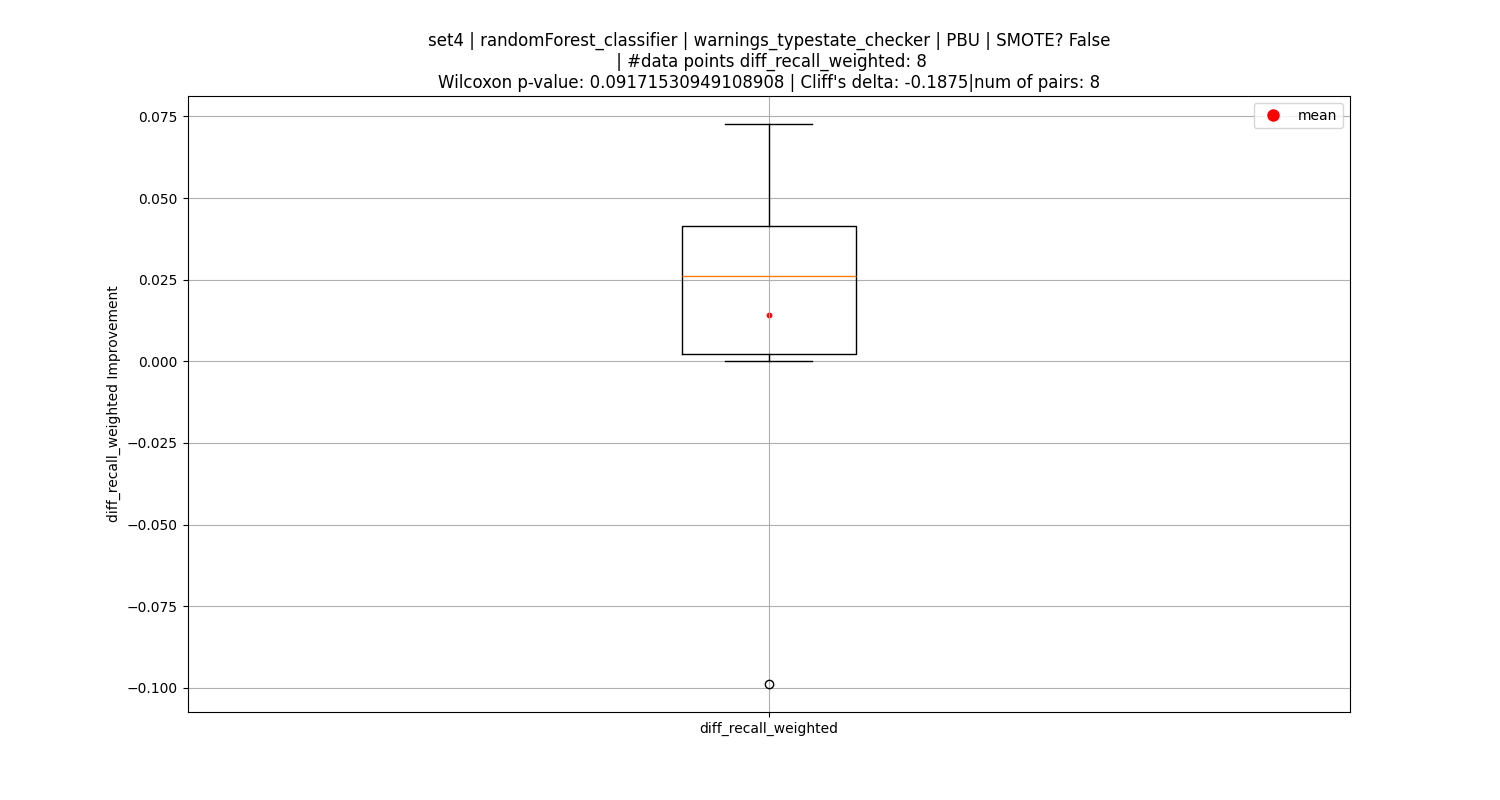 set4 | randomForest_classifier | warnings_typestate_checker | PBU | SMOTE? False
| #data points diff_recall_weighted: 8
Wilcoxon p-value: 0.09171530949108908 | Cliff's delta: -0.1875|num of pairs: 8
mean
0.075
0.050
0.025
0.000
−0.025
−0.050
−0.075
−0.100
diff_recall_weighted Improvement
diff_recall_weighted